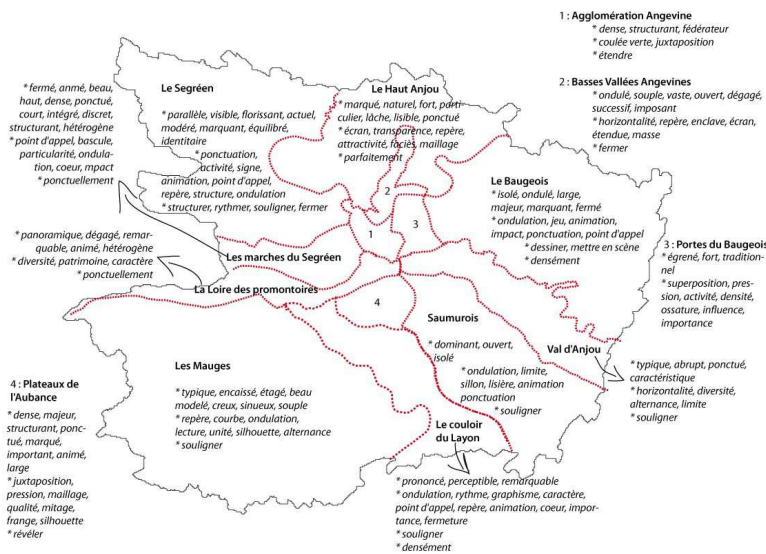 1 : Agglomération Angevine
* dense, structurant, fédérateur
* coulée verte, juxtaposition
* étendre
2 : Basses Vallées Angevines
* ondulé, souple, vaste, ouvert, dégagé,
successif, imposant
* horizontalité, repère, enclave, écran,
étendue, masse
* fermer
* fermé, anmé, beau,
haut, dense, ponctué,
court, intégré, discret,
structurant, hétérogène
* point d'appel, bascule,
particularité, ondula-
tion, coeur, mpact
* ponctuellement
Le Segréen
* parallèle, visible, florissant, actuel,
modéré, marquant, équilibré,
identitaire
* ponctuation,
activité, signe,
animation, point d'appel,
repère, structure, ondulation
* structurer, rythmer, souligner, fermer
Le Haut Anjou
* marqué, naturel, fort, parti-
culier, lâche, lisible, ponctué
* écran, transparence, repère,
attractivité, faciès, maillage
* parfaitement
2
1
3
4
Le Baugeois
* isolé, ondulé, large,
majeur, marquant, fermé
* ondulation, jeu, animation,
impact, ponctuation, point d'appel
* dessiner, mettre en scène
* densément
3 : Portes du Baugeois
* égrené, fort, tradition-
nel
* superposition, pres-
sion, activité, densité,
ossature, influence,
importance
* panoramique, dégagé, remar-
quable, animé, hétérogène
* diversité, patrimoine, caractère
* ponctuellement
Les marches du Segréen
La Loire des promontoires
Saumurois
* dominant, ouvert,
isolé
* ondulation, limite,
sillon, lisière, animation
ponctuation
* souligner
Val d'Anjou
* typique, abrupt, ponctué,
caractéristique
* horizontalité, diversité,
alternance, limite
* souligner
Les Mauges
* typique, encaissé, étagé, beau
modelé, creux, sinueux, souple
* repère, courbe, ondulation,
lecture, unité, silhouette, alternance
* souligner
4 : Plateaux de
l'Aubance
* dense, majeur,
structurant, ponc-
tué, marqué,
important, animé,
large
* juxtaposition,
pression, maillage,
qualité, mitage,
frange, silhouette
* révéler
Le couloir
du Layon
* prononcé, perceptible, remarquable
* ondulation, rythme, graphisme, caractère,
point d'appel, repère, animation, coeur, impor-
tance, fermeture
* souligner
* densément